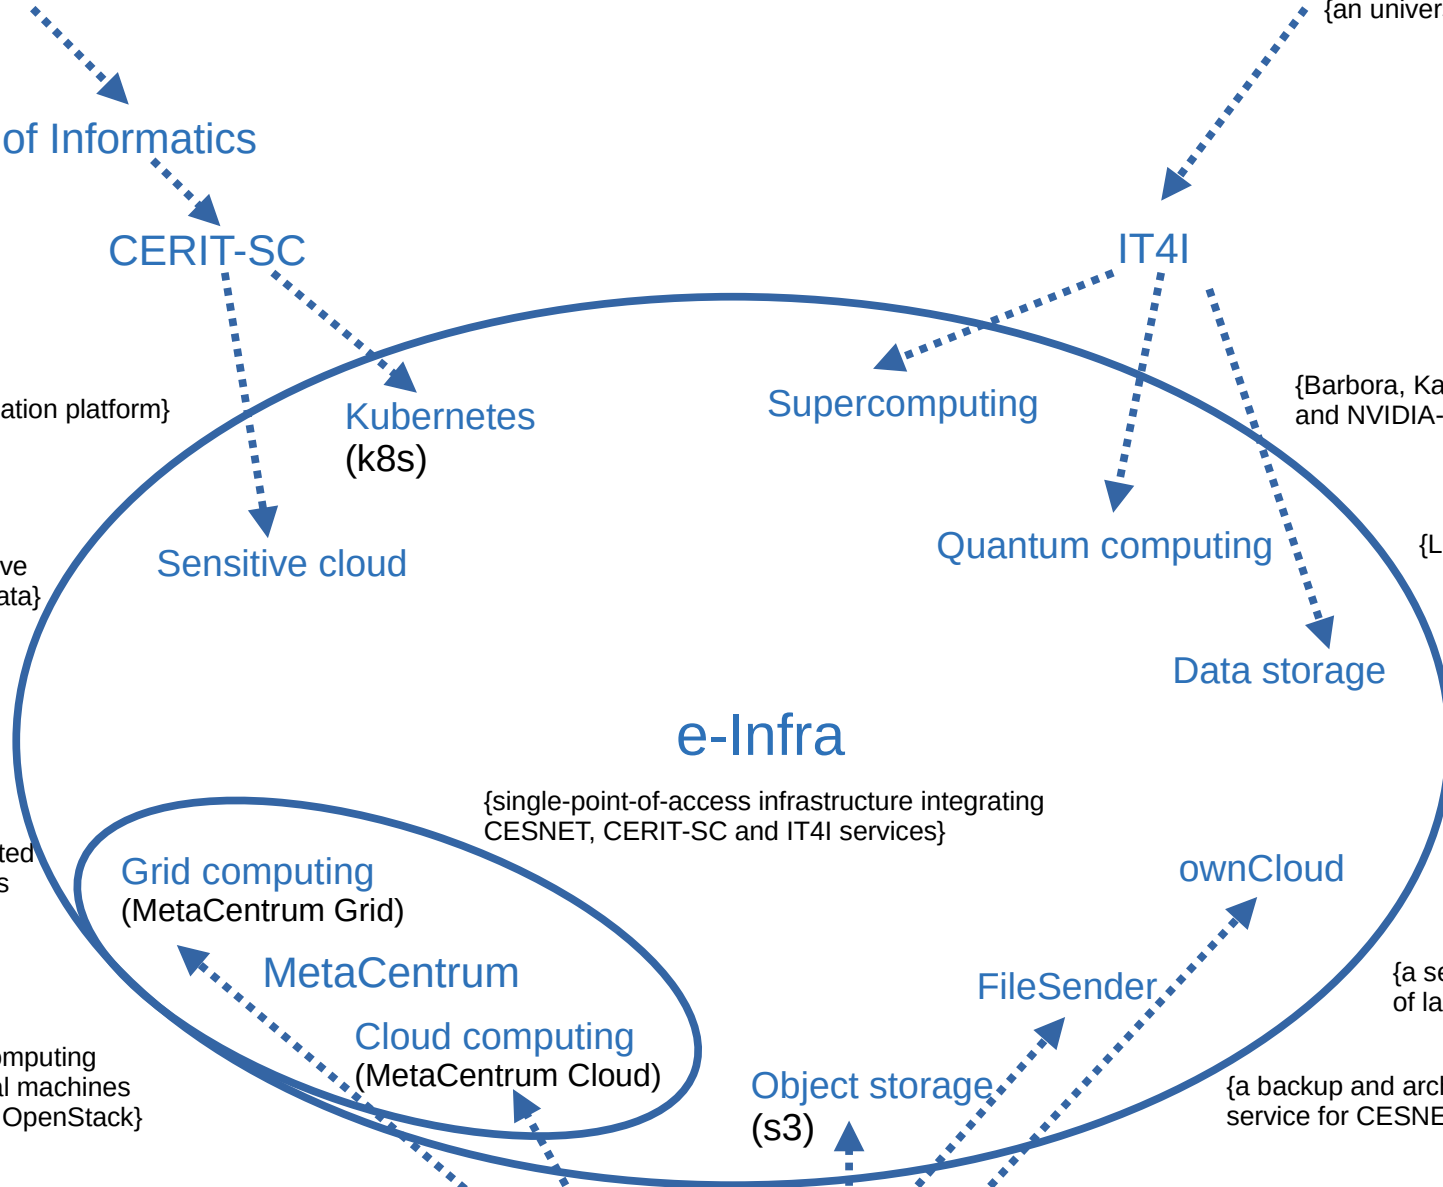 {an univer
of Informatics
CERIT-SC
IT4I
ation platform}
Kubernetes
(k8s)
Supercomputing
{Barbora, Ka
and NVIDIA-
Sensitive cloud
Quantum computing
{L
ve
ata}
Data storage
e-Infra
{single-point-of-access infrastructure integrating
CESNET, CERIT-SC and IT4I services}
ted
s
Grid computing
(MetaCentrum Grid)
ownCloud
MetaCentrum
FileSender
{a se
of la
Cloud computing
(MetaCentrum Cloud)
omputing
al machines
OpenStack}
Object storage
(s3)
{a backup and arch
service for CESNE